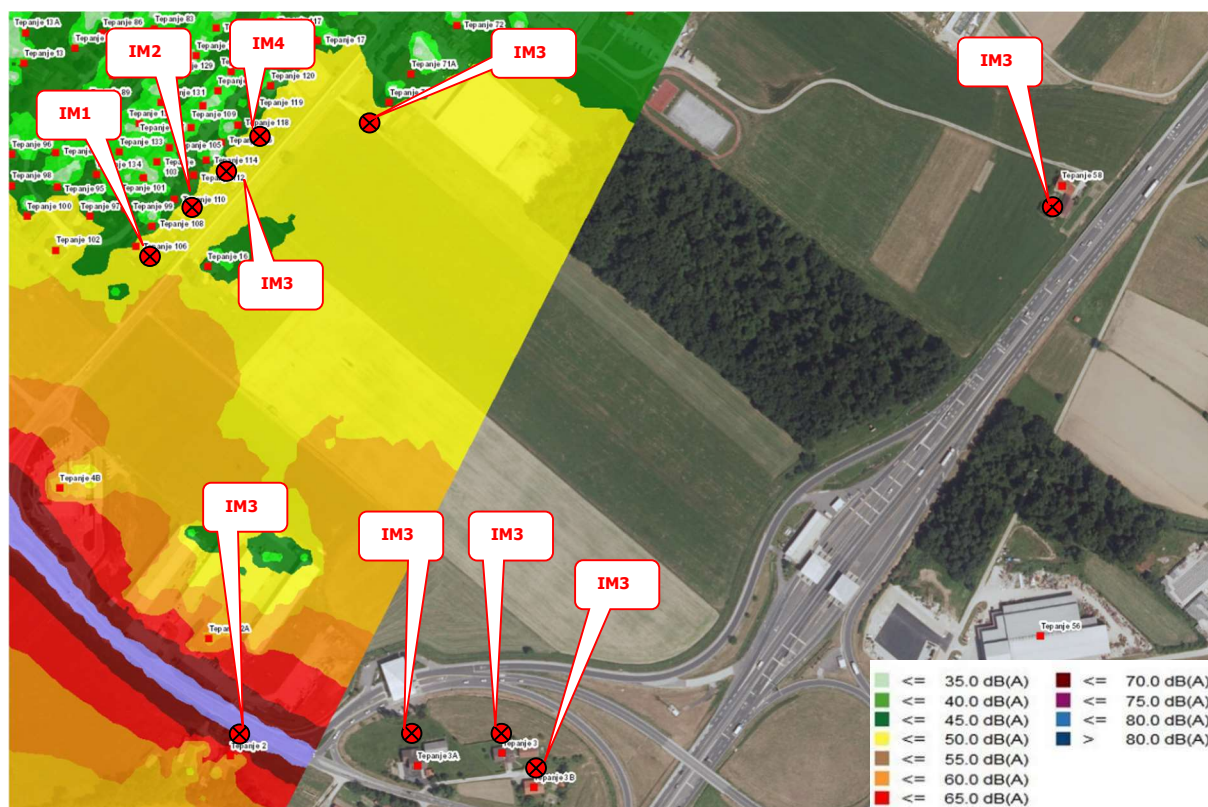 Tepanje 13A
Tepanje 86
Tepanje 83
117
Tepanje 72
Tepanje 17
IM4
IM3
IM3
IM2
Tepanje 13
129
Tepanje 71A
Tepanje 120
IM1
89
131
Tepanje 119
Tepanje 109
Tepanje 118
Tepanje 96
133
105
Tepanje 114
134
103
Tepanje 98
Tepanje 95
Tepanje 101
Tepanje 58
Tepanje 100
Tepanje 97
Tepanje 99
Tepanje 110
Tepanje 108
Tepanje 102
Tepanje 106
Tepanje 16
IM3
Tepanje 4B
IM3
IM3
IM3
IM3
Tepanje 56
Tepanje 2
Tepanje 3
Tepanje 3A
Tepanje 3B
<= 35.0 dB(A)
<= 40.0 dB(A)
<= 45.0 dB(A)
<= 50.0 dB(A)
<= 55.0 dB(A)
<= 60.0 dB(A)
<= 65.0 dB(A)
<= 70.0 dB(A)
<= 75.0 dB(A)
<= 80.0 dB(A)
> 80.0 dB(A)